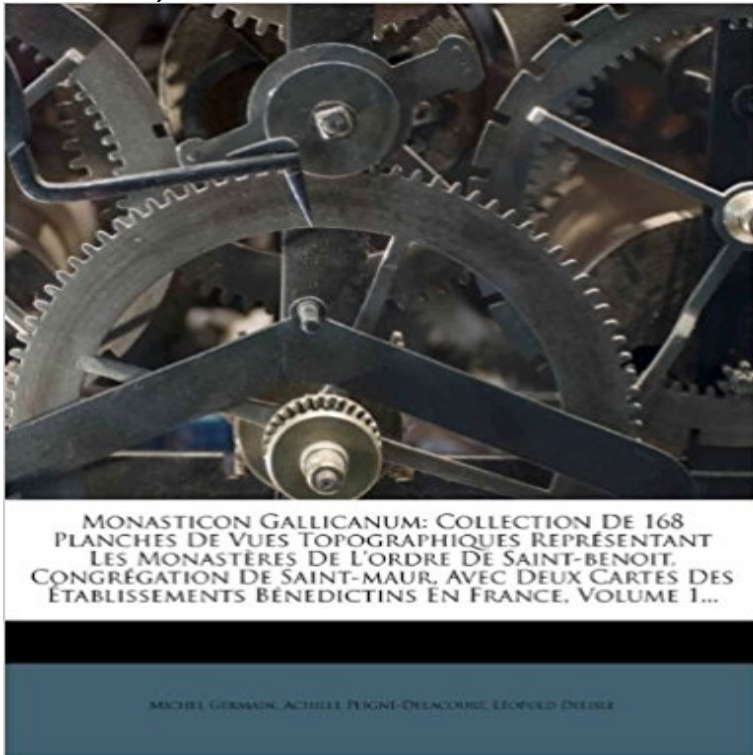 MONASTICON GALLICANUM: COLLECTION DE 168
PLANCHES DE VUES TOPOGRAPHIQUES REPRÉSENTANT
LES MONASTÈRES DE L'ORDRE DE SAINT-BENOIT,
CONGRÉGATION DE SAINT-MAUR, AVEC DEUX CARTES DES
ÉTABLISSEMENTS BÉNEDICTINS EN FRANCE, VOLUME 1...
MICHEL GERMAIN, ACHILLE PEIGNÉ-DELACOURT, LÉOPOLD DELISLE